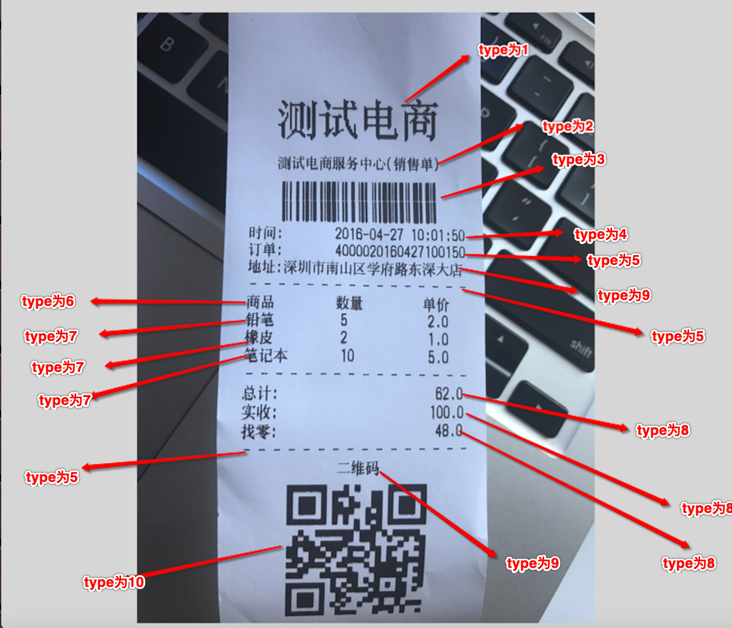 type为1
测试电商
type为2
测试电商服务中心(销售单)
type为3
时间: 2016-04-27 10:01:50
type为4
订单: 4000020160427100150
type为5
地址:深圳市南山区学府路东深大店
type为9
type为6
商品 数量 单价
type为5
铅笔 5 2.0
type为7
橡皮 2 1.0
type为7
笔记本 10 5.0
type为7
总计: 62.0
实收: 100.0
type为8
找零: 48.0
type为5
二维码
type为8
type为9
type为8
type为10
B
N
shift